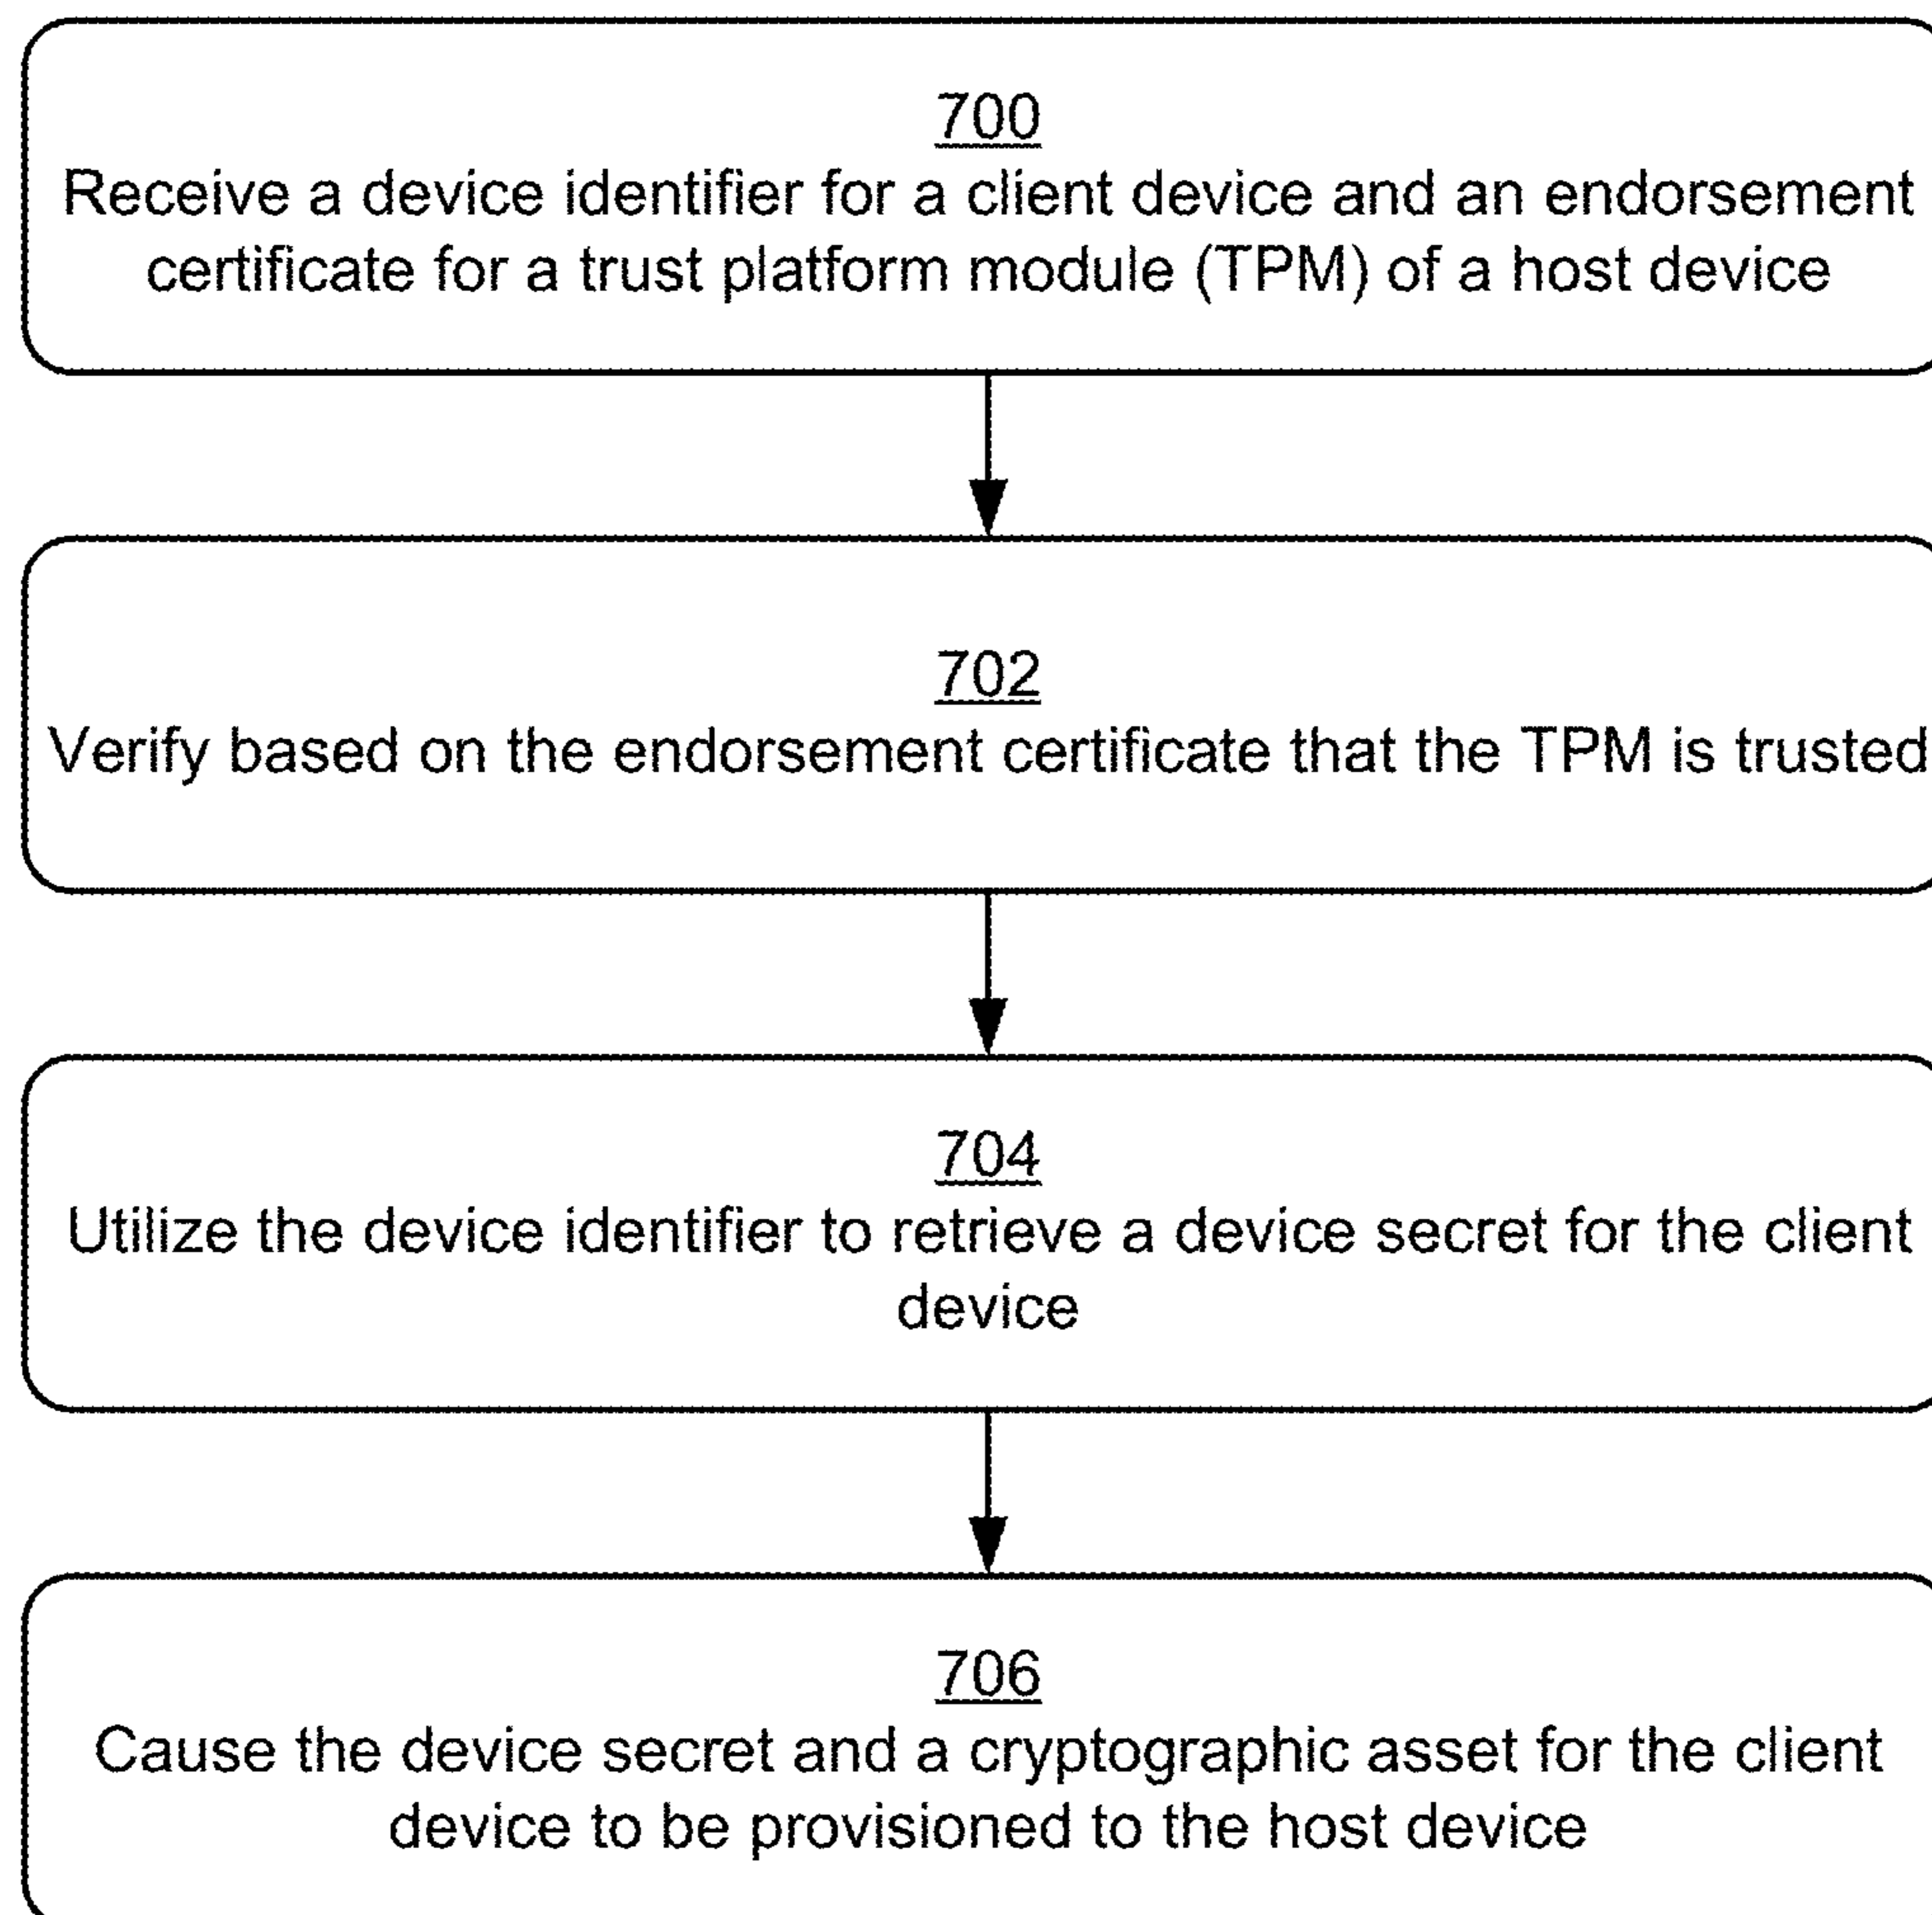 700
Receive a device identifier for a client device and an endorsement
certificate for a trust platform module (TPM) of a host device
702
Verify based on the endorsement certificate that the TPM is trusted
704
Utilize the device identifier to retrieve a device secret for the client
device
706
Cause the device secret and a cryptographic asset for the client
device to be provisioned to the host device